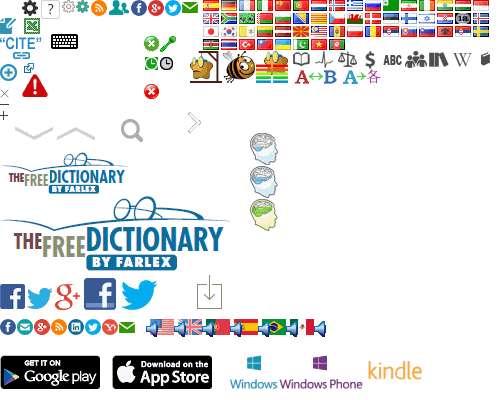 ?
“CITE”
$ ABC W
A↔B A→各
THE FREE DICTIONARY
BY FARLEX
THE FREE DICTIONARY
BY FARLEX
f g+ f
GET IT ON
Google play
Download on the
App Store
Windows
Windows Phone
kindle